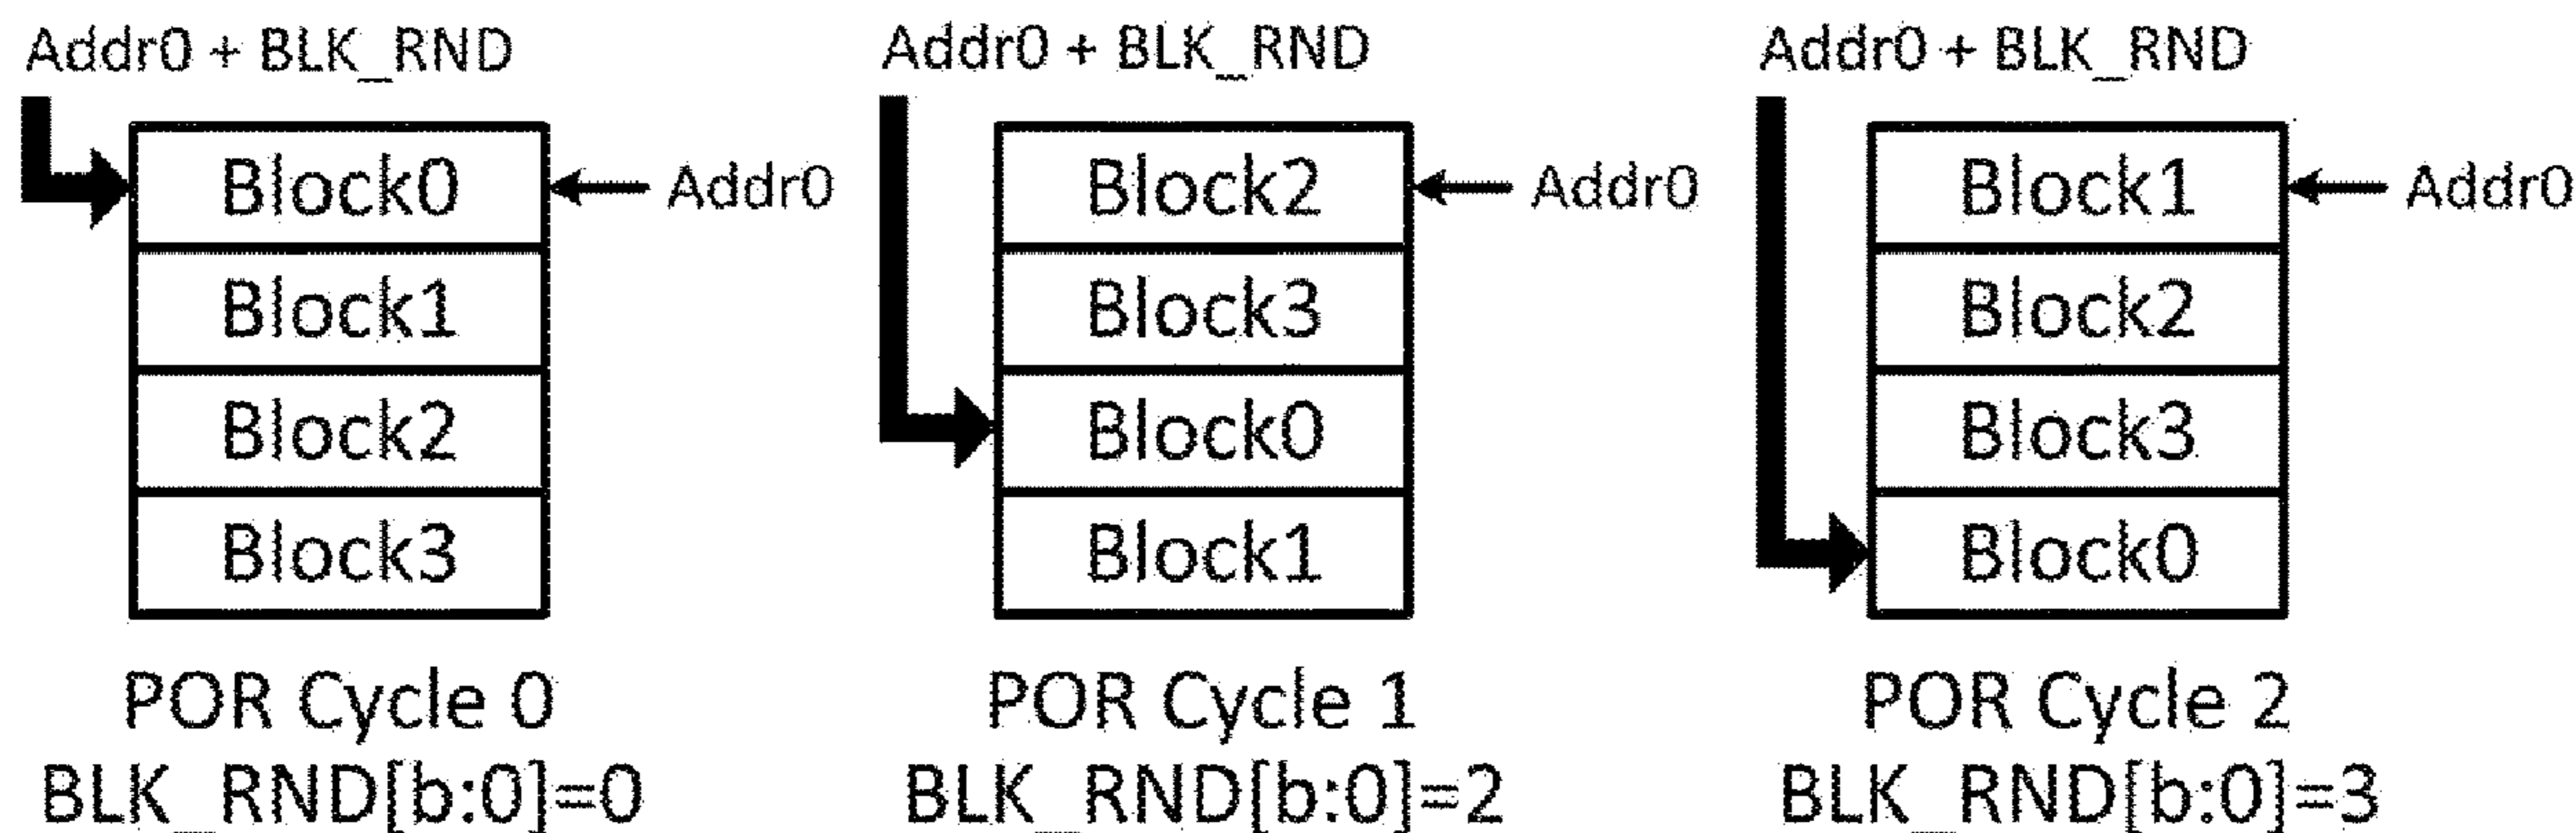 Addr0 + BLK_RND
Block0
Addr0
Block1
Block2
Block3
POR Cycle 0
BLK_RND[b:0]=0
Addr0 + BLK_RND
Block2
Addr0
Block3
Block0
Block1
POR Cycle 1
BLK_RND[b:0]=2
Addr0 + BLK_RND
Block1
Addr0
Block2
Block3
Block0
POR Cycle 2
BLK_RND[b:0]=3